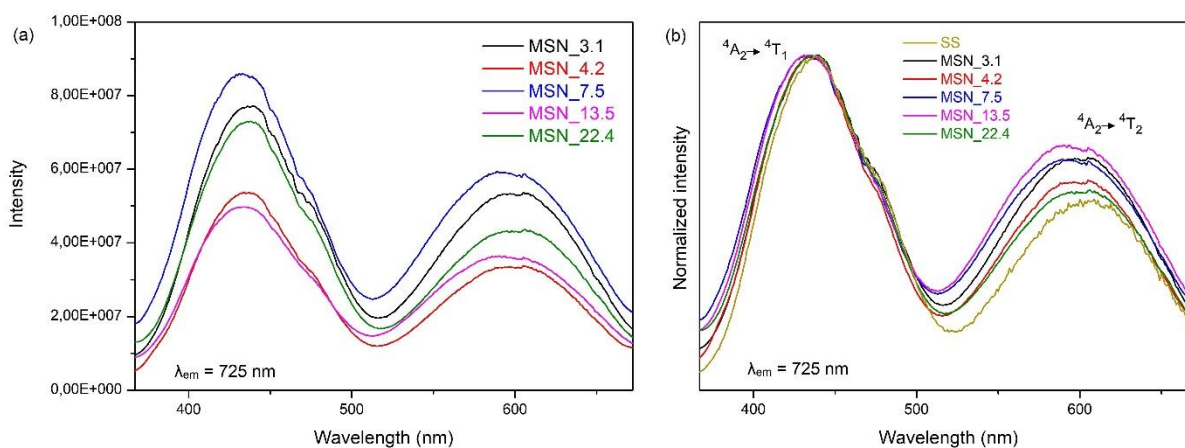 (a)
1,00E+008
8,00E+007
6,00E+007
4,00E+007
2,00E+007
0,00E+000
Intensity
MSN_3.1
MSN_4.2
MSN_7.5
MSN_13.5
MSN_22.4
λem = 725 nm
400 500 600
Wavelength (nm)
(b)
Normalized intensity
⁴A₂→⁴T₁
SS
MSN_3.1
MSN_4.2
MSN_7.5
MSN_13.5
MSN_22.4
⁴A₂→⁴T₂
λem = 725 nm
400 500 600
Wavelength (nm)